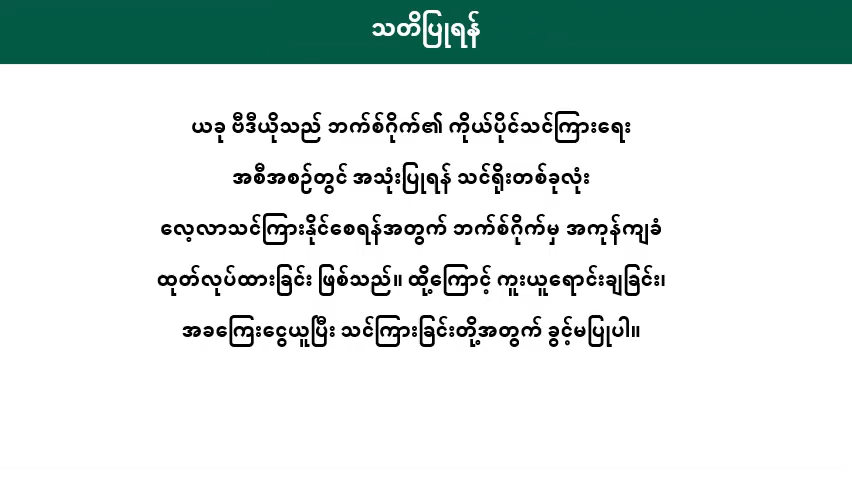 သတိပြုရန်
ယခု ဗီဒီယိုသည် ဘက်စ်ဂိုက်၏ ကိုယ်ပိုင်သင်ကြားရေး
အစီအစဉ်တွင် အသုံးပြုရန် သင်ရိုးတစ်ခုလုံး
လေ့လာသင်ကြားနိုင်စေရန်အတွက် ဘက်စ်ဂိုက်မှ အကုန်ကျခံ
ထုတ်လုပ်ထားခြင်း ဖြစ်သည်။ ထို့ကြောင့် ကူးယူရောင်းချခြင်း၊
အခကြေးငွေယူပြီး သင်ကြားခြင်းတို့အတွက် ခွင့်မပြုပါ။